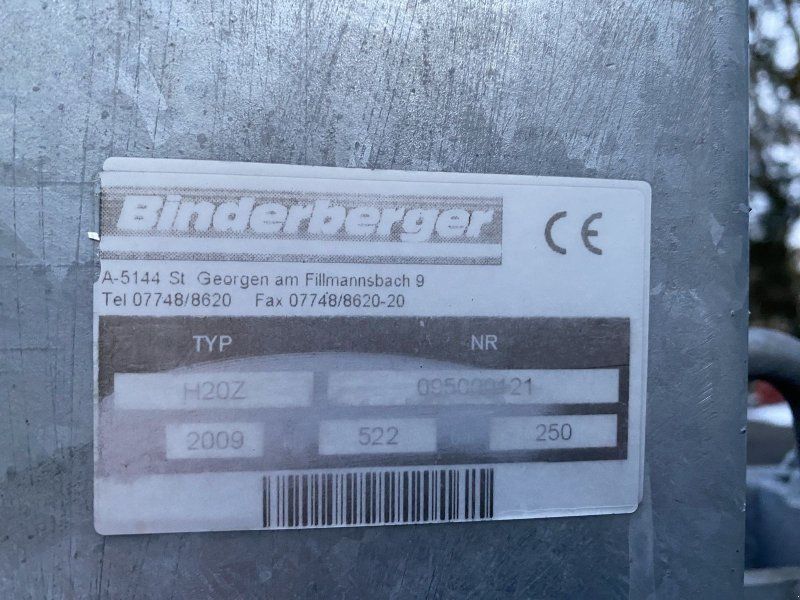 Binderberger
CE
A-5144 St. Georgen am Fillmannsbach 9
Tel 07748/8620 Fax 07748/8620-20
TYP NR
H20Z
2009 522 250